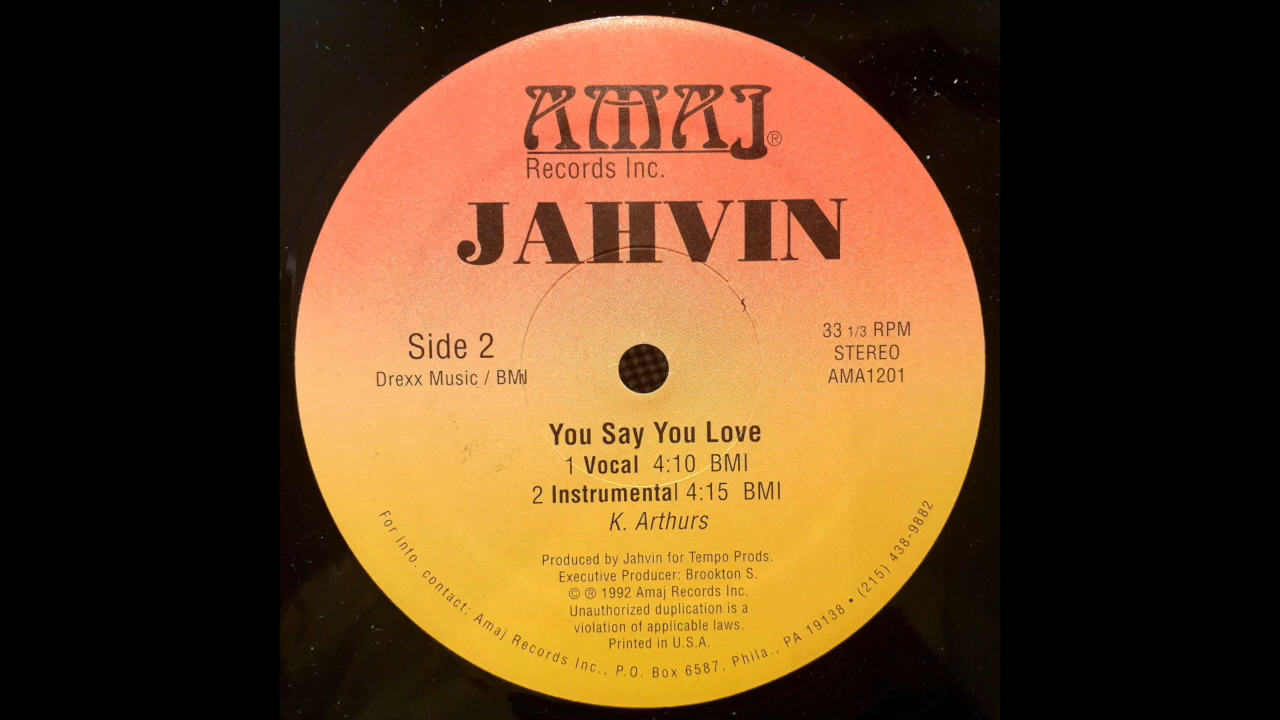 AMAJ®
Records Inc.
JAHVIN
Side 2
Drexx Music / BMI
33 1/3 RPM
STEREO
AMA1201
You Say You Love
1 Vocal 4:10 BMI
2 Instrumental 4:15 BMI
K. Arthurs
Produced by Jahvin for Tempo Prods.
Executive Producer: Brookton S.
© ® 1992 Amaj Records Inc.
Unauthorized duplication is a
violation of applicable laws.
Printed in U.S.A.
For info. contact: Amaj Records Inc., P.O. Box 6587, Phila., PA 19138 • (215) 438-9882